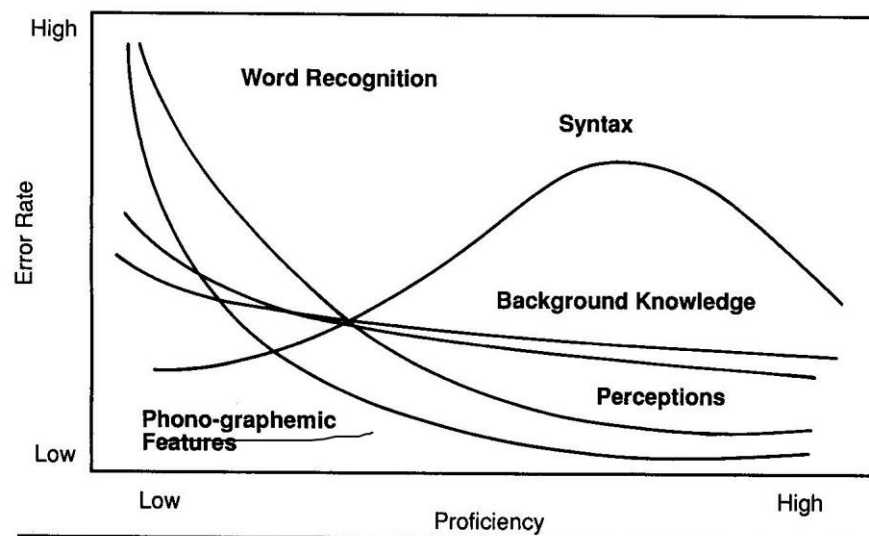 High
Word Recognition
Syntax
Error Rate
Background Knowledge
Perceptions
Phono-graphemic
Features
Low
Low
High
Proficiency